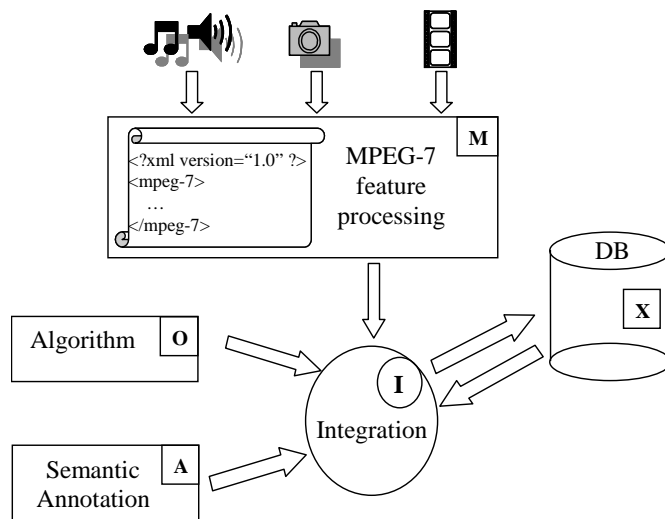 M
<?xml version=“1.0” ?>
<mpeg-7>
…
</mpeg-7>
MPEG-7
feature
processing
DB
X
Algorithm
O
I
Integration
Semantic
Annotation
A